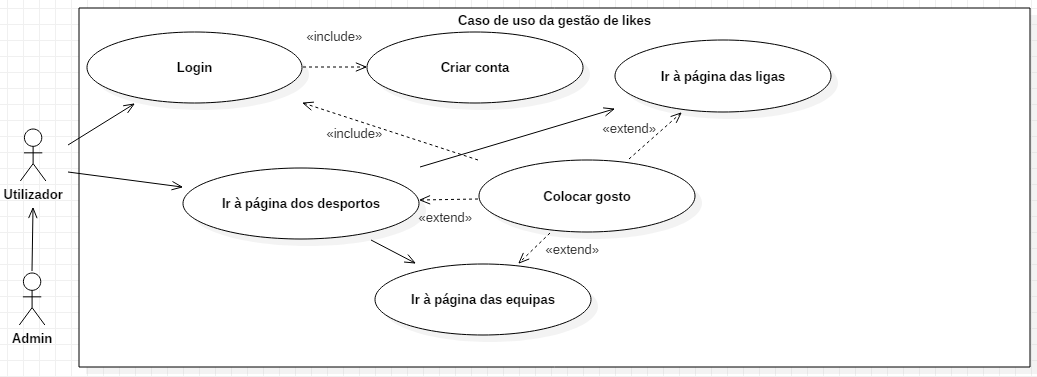 Caso de uso da gestão de likes
«include»
Login
Criar conta
Ir à página das ligas
«include»
«extend»
Utilizador
Ir à página dos desportos
Colocar gosto
«extend»
«extend»
Ir à página das equipas
Admin